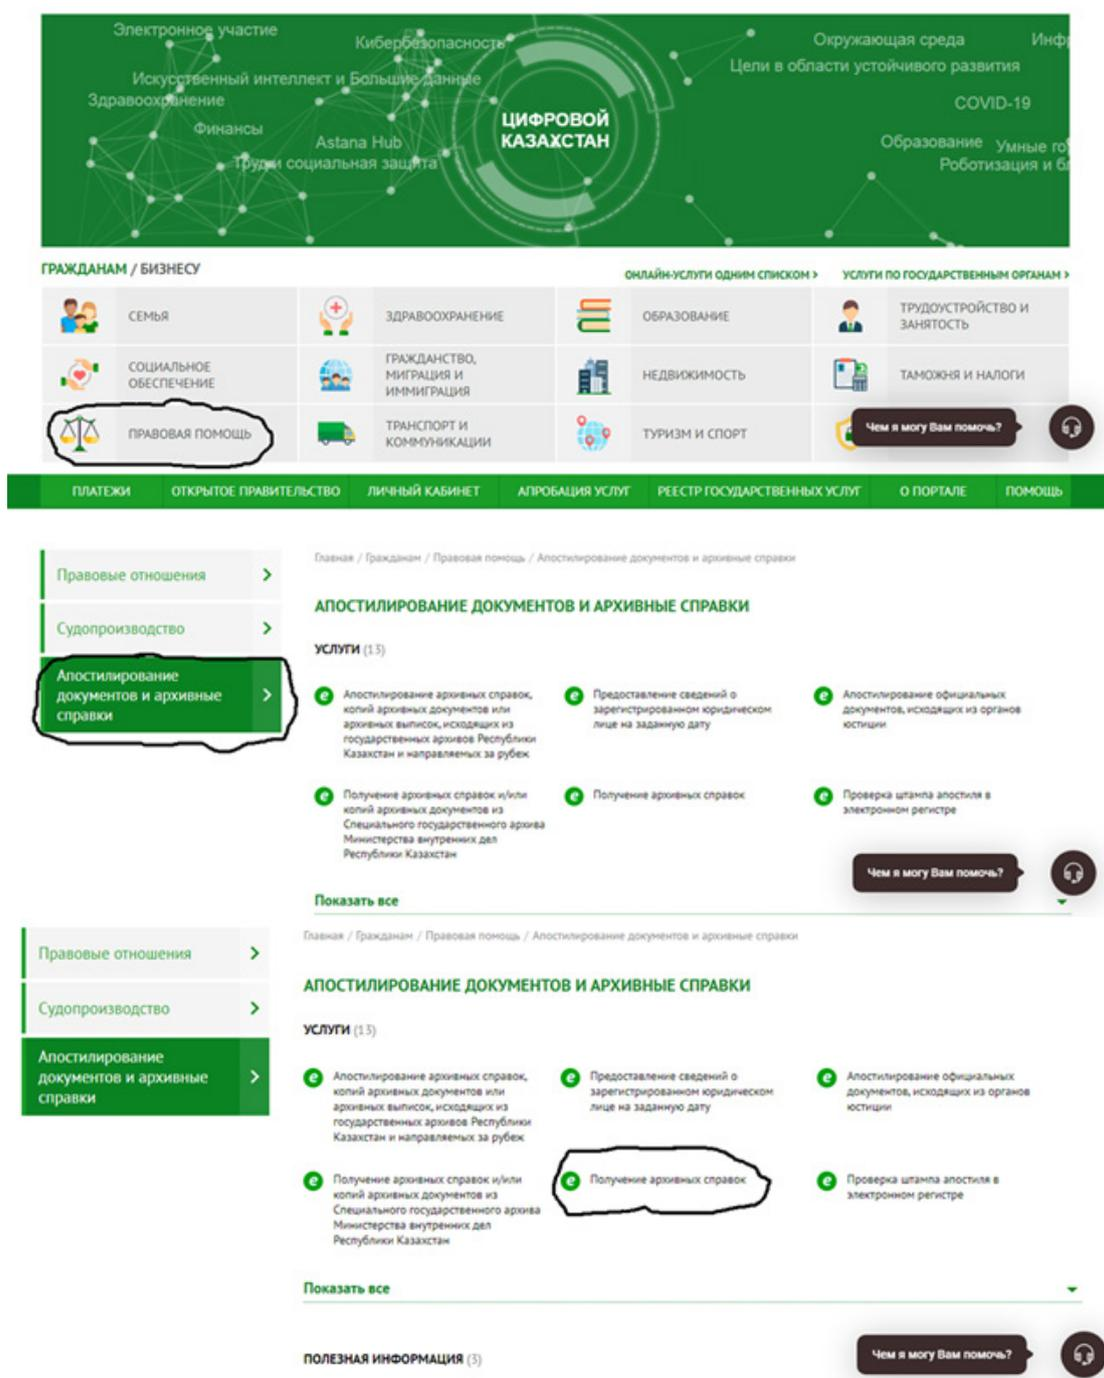 Электронное участие
Кибербезопасность
Окружающая среда
Инфр
Искусственный интеллект и Большие данные
Цели в области устойчивого развития
Здравоохранение
COVID-19
Финансы
ЦИФРОВОЙ
КАЗАХСТАН
Astana Hub
Образование
Умные го
Труд и социальная защита
Роботизация и бл
ГРАЖДАНАМ / БИЗНЕСУ
ОНЛАЙН-УСЛУГИ ОДНИМ СПИСКОМ >
УСЛУГИ ПО ГОСУДАРСТВЕННЫМ ОРГАНАМ >
СЕМЬЯ
ЗДРАВООХРАНЕНИЕ
ОБРАЗОВАНИЕ
ТРУДОУСТРОЙСТВО И
ЗАНЯТОСТЬ
СОЦИАЛЬНОЕ
ОБЕСПЕЧЕНИЕ
ГРАЖДАНСТВО,
МИГРАЦИЯ И
ИММИГРАЦИЯ
НЕДВИЖИМОСТЬ
ТАМОЖНЯ И НАЛОГИ
ПРАВОВАЯ ПОМОЩЬ
ТРАНСПОРТ И
КОММУНИКАЦИИ
ТУРИЗМ И СПОРТ
Чем я могу Вам помочь?
ПЛАТЕЖИ
ОТКРЫТОЕ ПРАВИТЕЛЬСТВО
ЛИЧНЫЙ КАБИНЕТ
АПРОБАЦИЯ УСЛУГ
РЕЕСТР ГОСУДАРСТВЕННЫХ УСЛУГ
О ПОРТАЛЕ
ПОМОЩЬ
Правовые отношения
Судопроизводство
Апостилирование
документов и архивные
справки
Главная / Гражданам / Правовая помощь / Апостилирование документов и архивные справки
АПОСТИЛИРОВАНИЕ ДОКУМЕНТОВ И АРХИВНЫЕ СПРАВКИ
УСЛУГИ (13)
Апостилирование архивных справок,
копий архивных документов или
архивных выписок, исходящих из
государственных архивов Республики
Казахстан и направляемых за рубеж
Предоставление сведений о
зарегистрированном юридическом
лице на заданную дату
Апостилирование официальных
документов, исходящих из органов
юстиции
Получение архивных справок и/или
копий архивных документов из
Специального государственного архива
Министерства внутренних дел
Республики Казахстан
Получение архивных справок
Проверка штампа апостиля в
электронном регистре
Чем я могу Вам помочь?
Показать все
Правовые отношения
Судопроизводство
Апостилирование
документов и архивные
справки
Главная / Гражданам / Правовая помощь / Апостилирование документов и архивные справки
АПОСТИЛИРОВАНИЕ ДОКУМЕНТОВ И АРХИВНЫЕ СПРАВКИ
УСЛУГИ (13)
Апостилирование архивных справок,
копий архивных документов или
архивных выписок, исходящих из
государственных архивов Республики
Казахстан и направляемых за рубеж
Предоставление сведений о
зарегистрированном юридическом
лице на заданную дату
Апостилирование официальных
документов, исходящих из органов
юстиции
Получение архивных справок и/или
копий архивных документов из
Специального государственного архива
Министерства внутренних дел
Республики Казахстан
Получение архивных справок
Проверка штампа апостиля в
электронном регистре
Показать все
ПОЛЕЗНАЯ ИНФОРМАЦИЯ (3)
Чем я могу Вам помочь?